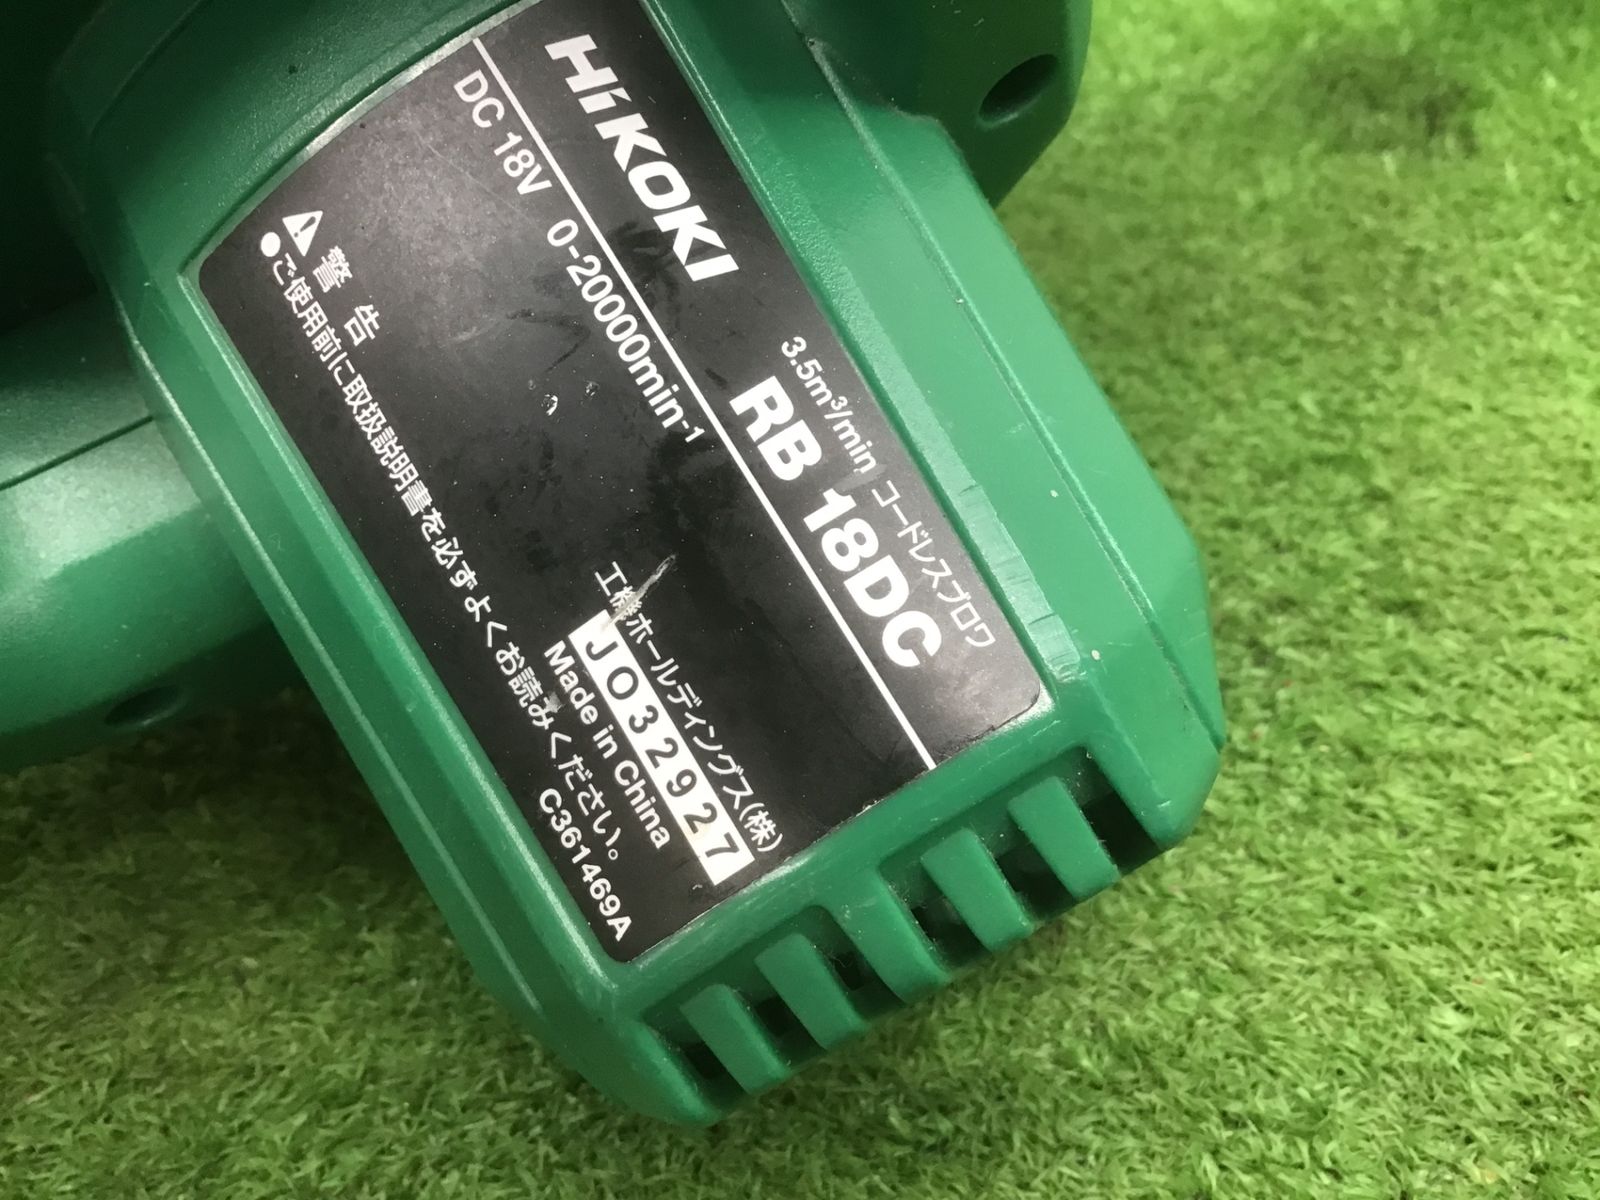 HiKOKI
3.5m³/min コードレスブロワ
RB 18DC
DC 18V 0-20000min-1
警告
●ご使用前に取扱説明書を必ずよくお読みください。
工機ホールディングス(株)
JO32927
Made in China
C361469A